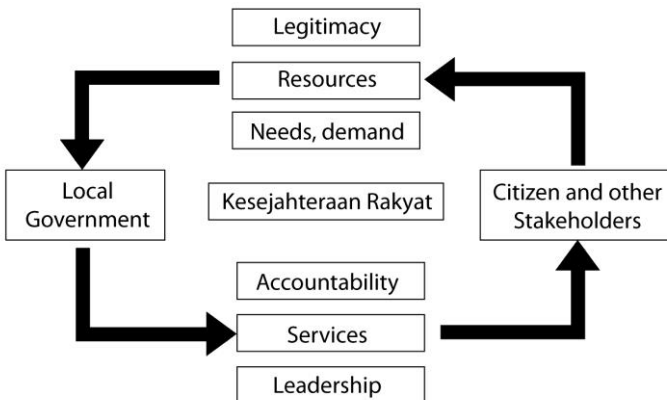 Legitimacy
Resources
Needs, demand
Local
Government
Kesejahteraan Rakyat
Citizen and other
Stakeholders
Accountability
Services
Leadership